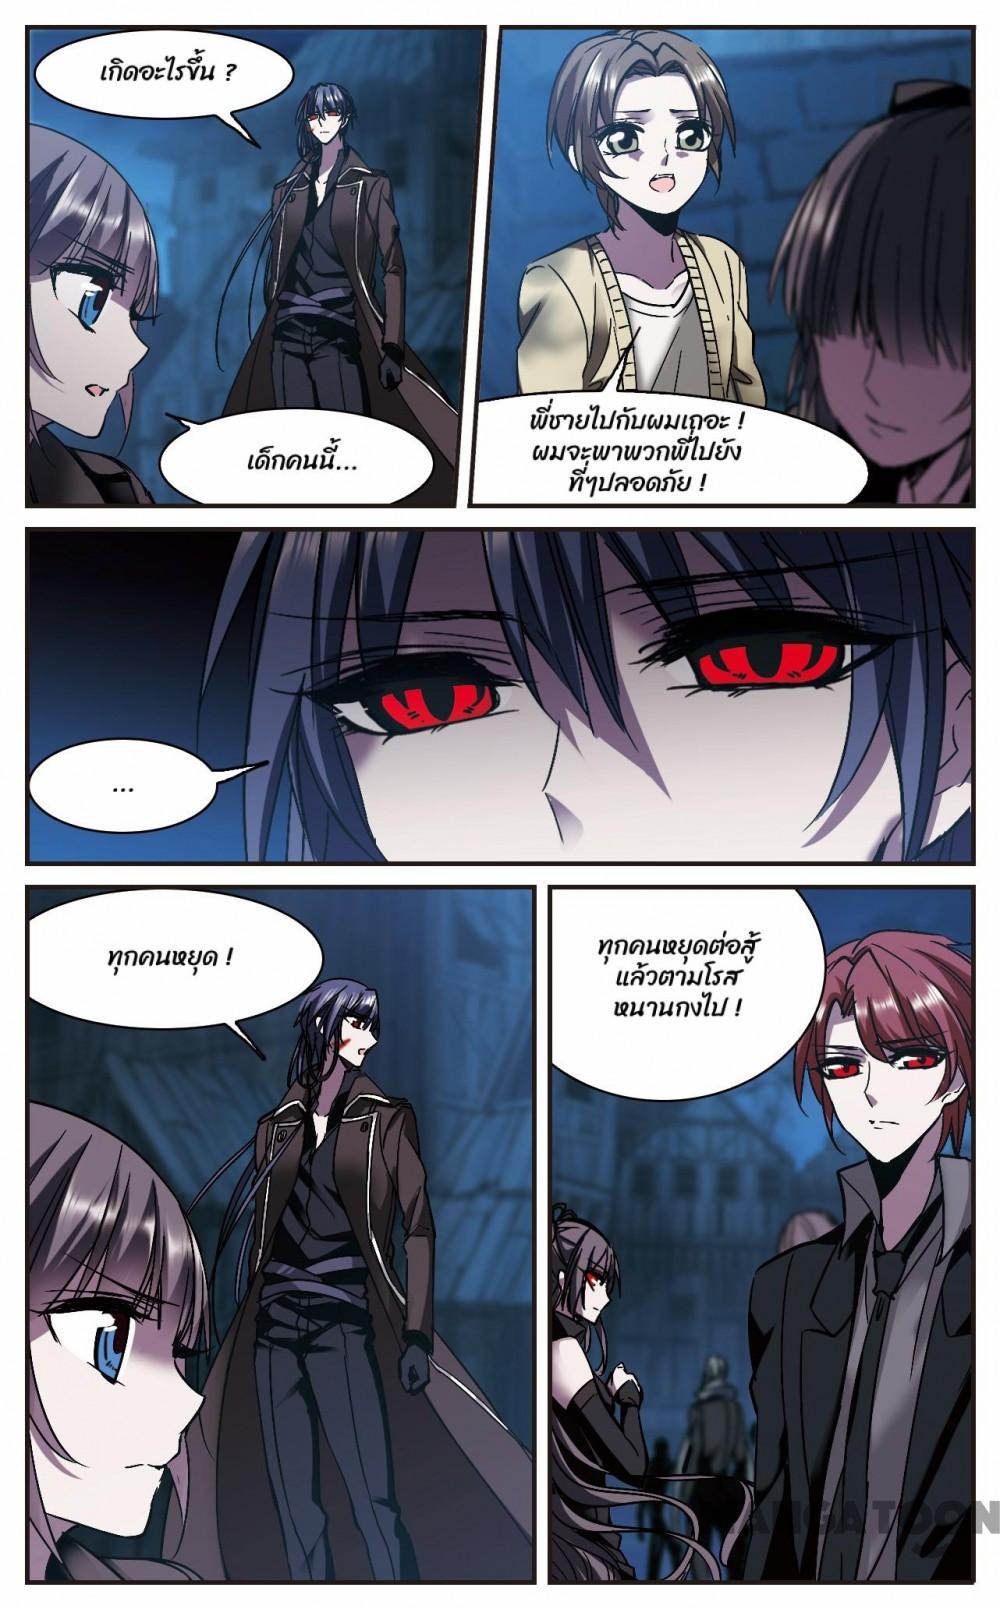 เกิดอะไรขึ้น ?
เด็กคนนี้...
พี่ชายไปกับผมเถอะ !
ผมจะพาพวกพี่ไปยัง
ที่ๆปลอดภัย !
...
ทุกคนหยุด !
ทุกคนหยุดต่อสู้
แล้วตามโรส
หนานกงไป !
MANGATOON